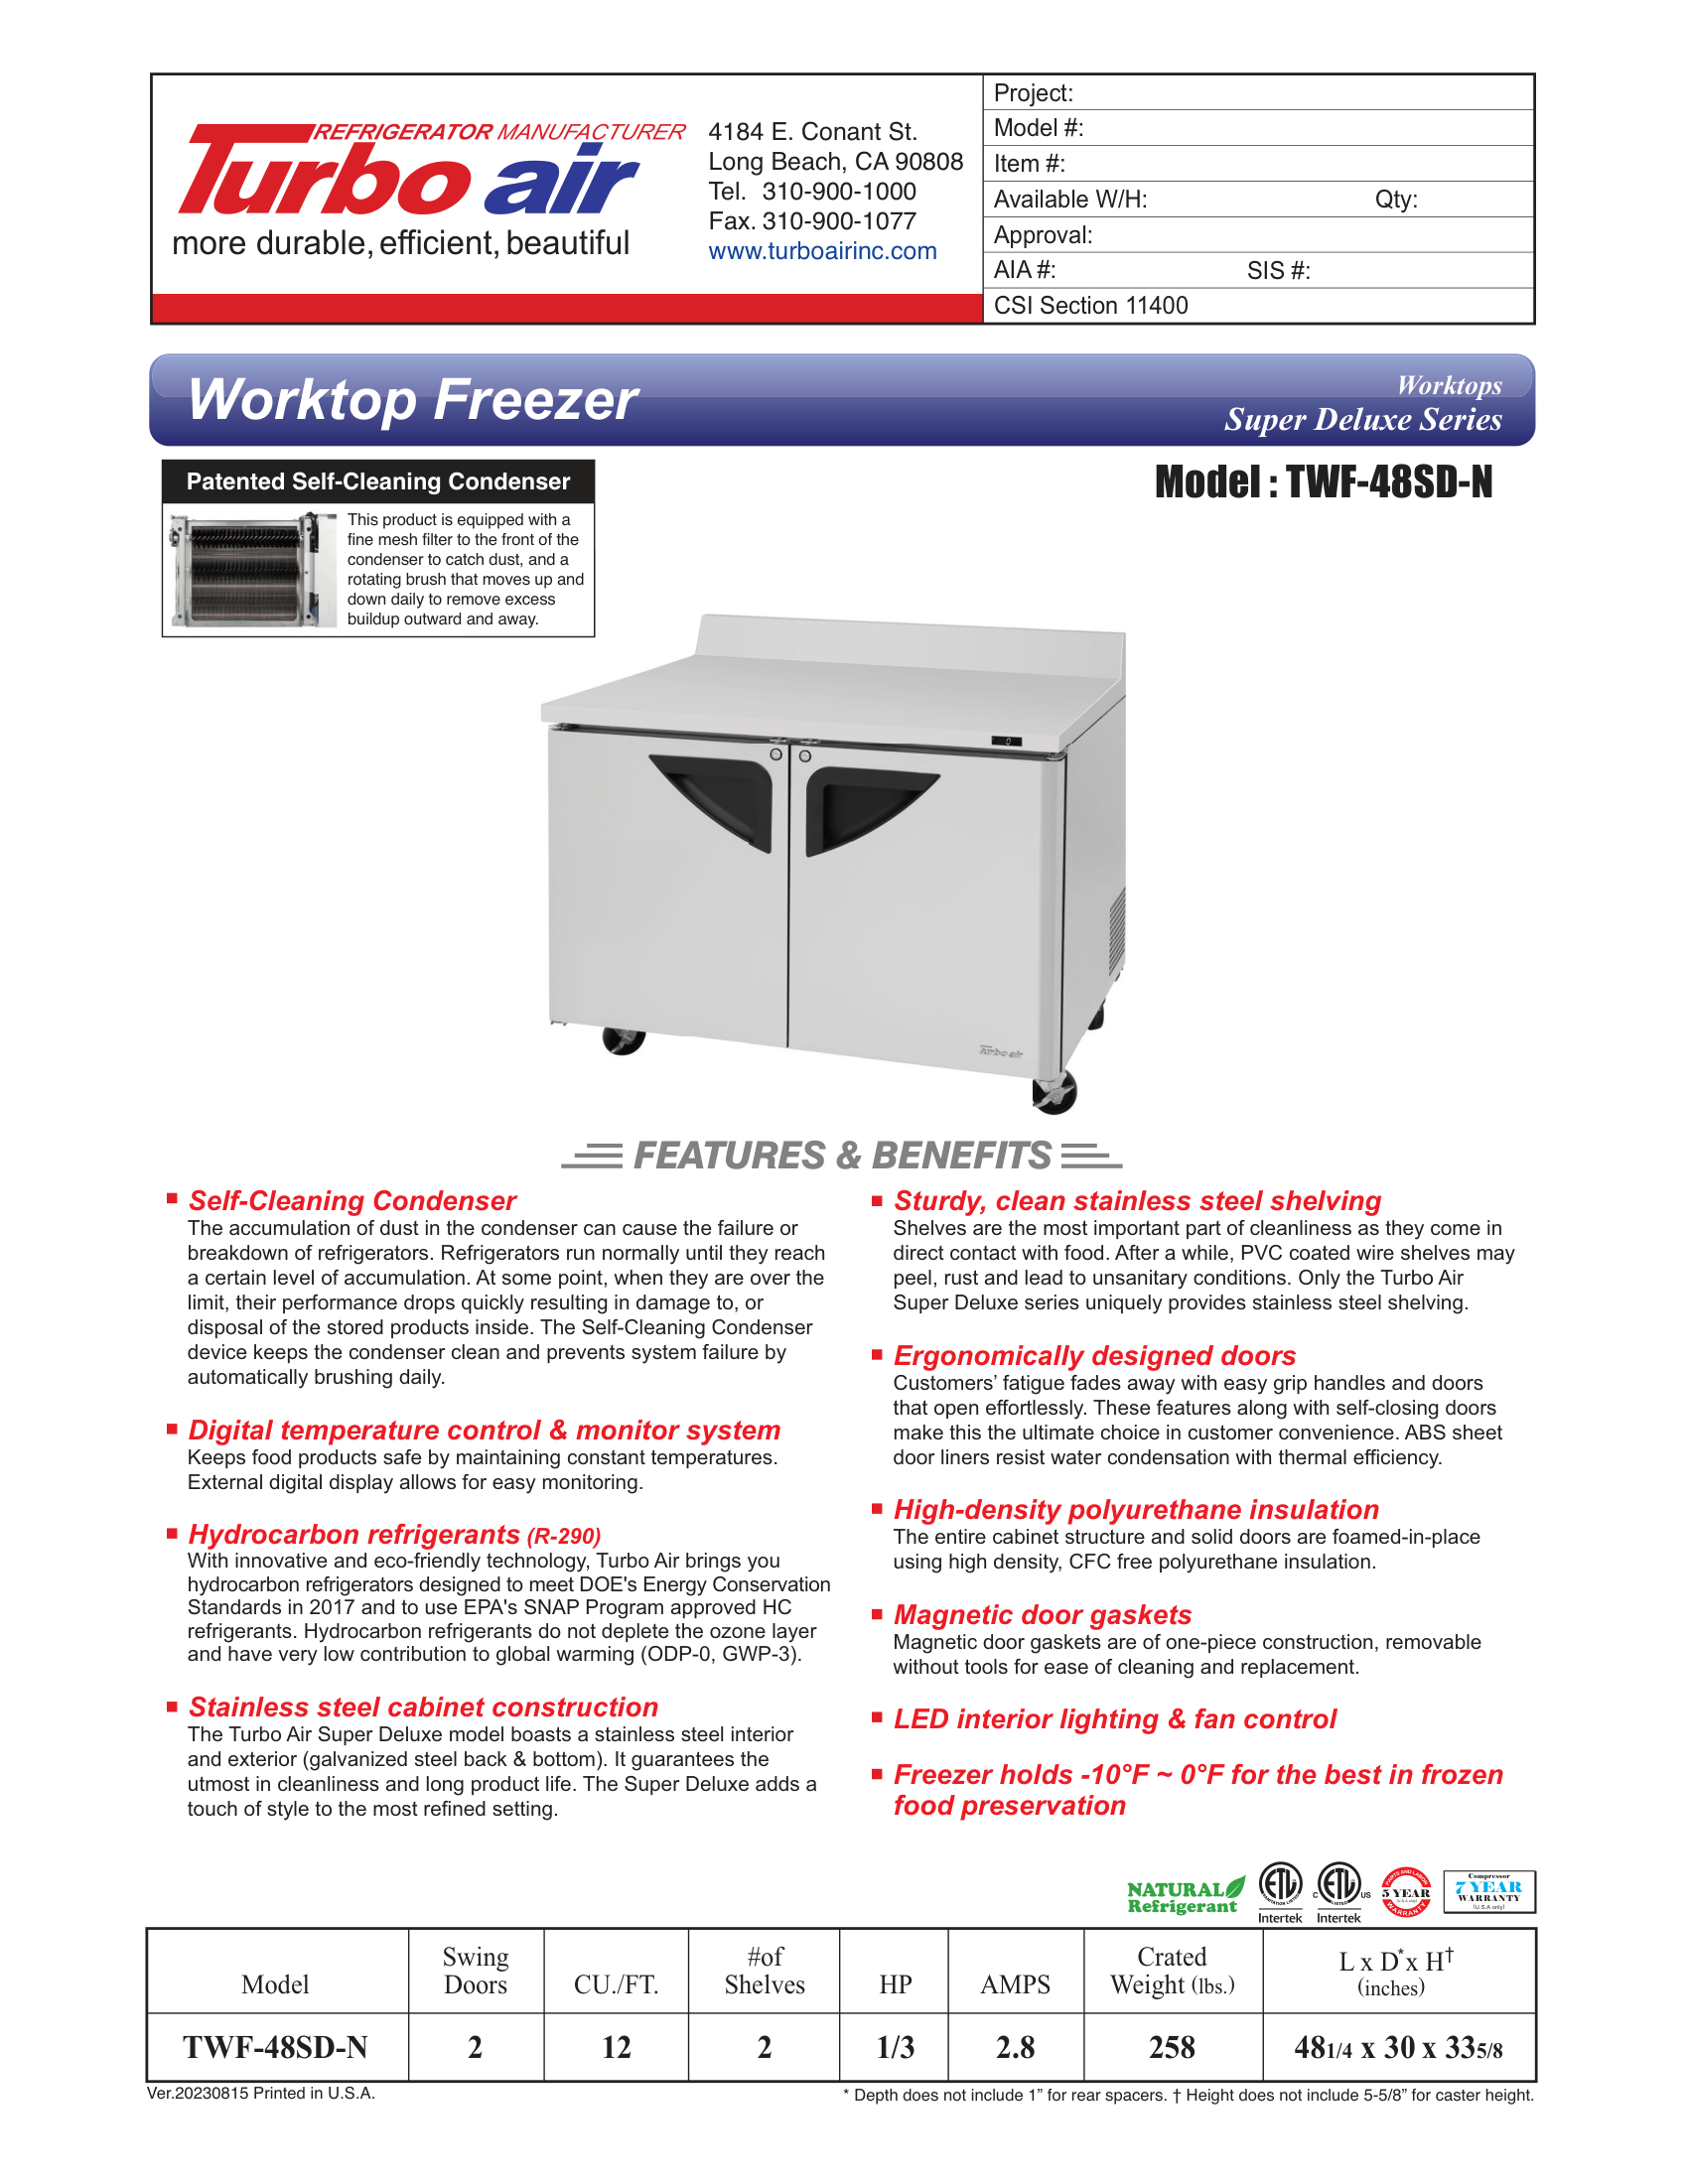 REFRIGERATOR MANUFACTURER
Turbo air
more durable, efficient, beautiful
4184 E. Conant St.
Long Beach, CA 90808
Tel. 310-900-1000
Fax. 310-900-1077
www.turboairinc.com
Project:
Model #:
Item #:
Available W/H: Qty:
Approval:
AIA #: SIS #:
CSI Section 11400
Worktop Freezer
Worktops
Super Deluxe Series
Patented Self-Cleaning Condenser
This product is equipped with a
fine mesh filter to the front of the
condenser to catch dust, and a
rotating brush that moves up and
down daily to remove excess
buildup outward and away.
Model : TWF-48SD-N
Turbo air
FEATURES & BENEFITS
Self-Cleaning Condenser
The accumulation of dust in the condenser can cause the failure or
breakdown of refrigerators. Refrigerators run normally until they reach
a certain level of accumulation. At some point, when they are over the
limit, their performance drops quickly resulting in damage to, or
disposal of the stored products inside. The Self-Cleaning Condenser
device keeps the condenser clean and prevents system failure by
automatically brushing daily.
Digital temperature control & monitor system
Keeps food products safe by maintaining constant temperatures.
External digital display allows for easy monitoring.
Hydrocarbon refrigerants (R-290)
With innovative and eco-friendly technology, Turbo Air brings you
hydrocarbon refrigerators designed to meet DOE's Energy Conservation
Standards in 2017 and to use EPA's SNAP Program approved HC
refrigerants. Hydrocarbon refrigerants do not deplete the ozone layer
and have very low contribution to global warming (ODP-0, GWP-3).
Stainless steel cabinet construction
The Turbo Air Super Deluxe model boasts a stainless steel interior
and exterior (galvanized steel back & bottom). It guarantees the
utmost in cleanliness and long product life. The Super Deluxe adds a
touch of style to the most refined setting.
Sturdy, clean stainless steel shelving
Shelves are the most important part of cleanliness as they come in
direct contact with food. After a while, PVC coated wire shelves may
peel, rust and lead to unsanitary conditions. Only the Turbo Air
Super Deluxe series uniquely provides stainless steel shelving.
Ergonomically designed doors
Customers’ fatigue fades away with easy grip handles and doors
that open effortlessly. These features along with self-closing doors
make this the ultimate choice in customer convenience. ABS sheet
door liners resist water condensation with thermal efficiency.
High-density polyurethane insulation
The entire cabinet structure and solid doors are foamed-in-place
using high density, CFC free polyurethane insulation.
Magnetic door gaskets
Magnetic door gaskets are of one-piece construction, removable
without tools for ease of cleaning and replacement.
LED interior lighting & fan control
Freezer holds -10°F ~ 0°F for the best in frozen
food preservation
NATURAL
Refrigerant
ETL
SANITATION LISTED
Intertek
C ETL US
LISTED
Intertek
PARTS AND LABOR
5 YEAR
(U.S.A only)
WARRANTY
Compressor
7 YEAR
WARRANTY
(U.S.A only)
Model
Swing
Doors
CU./FT.
#of
Shelves
HP
AMPS
Crated
Weight (lbs.)
L x D* x H†
(inches)
TWF-48SD-N 2 12 2 1/3 2.8 258 48 1/4 x 30 x 33 5/8
Ver.20230815 Printed in U.S.A.
* Depth does not include 1” for rear spacers. † Height does not include 5-5/8” for caster height.